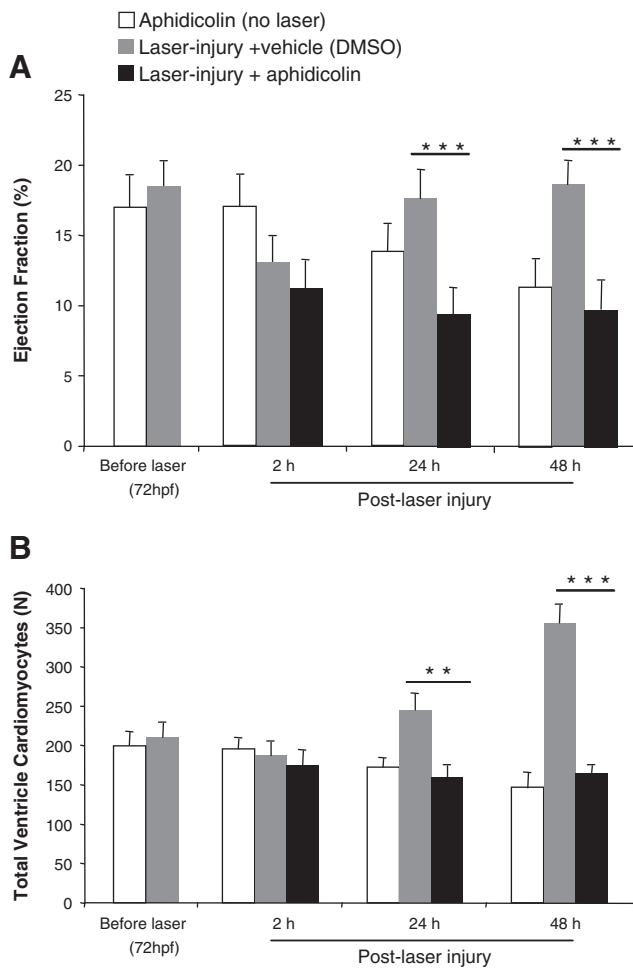 Aphidicolin (no laser)
Laser-injury +vehicle (DMSO)
Laser-injury + aphidicolin
A
Ejection Fraction (%)
25
20
15
10
5
0
* * *
* * *
Before laser
(72hpf)
2 h
24 h
48 h
Post-laser injury
B
Total Ventricle Cardiomyocytes (N)
400
350
300
250
200
150
100
50
0
* *
* * *
Before laser
(72hpf)
2 h
24 h
48 h
Post-laser injury